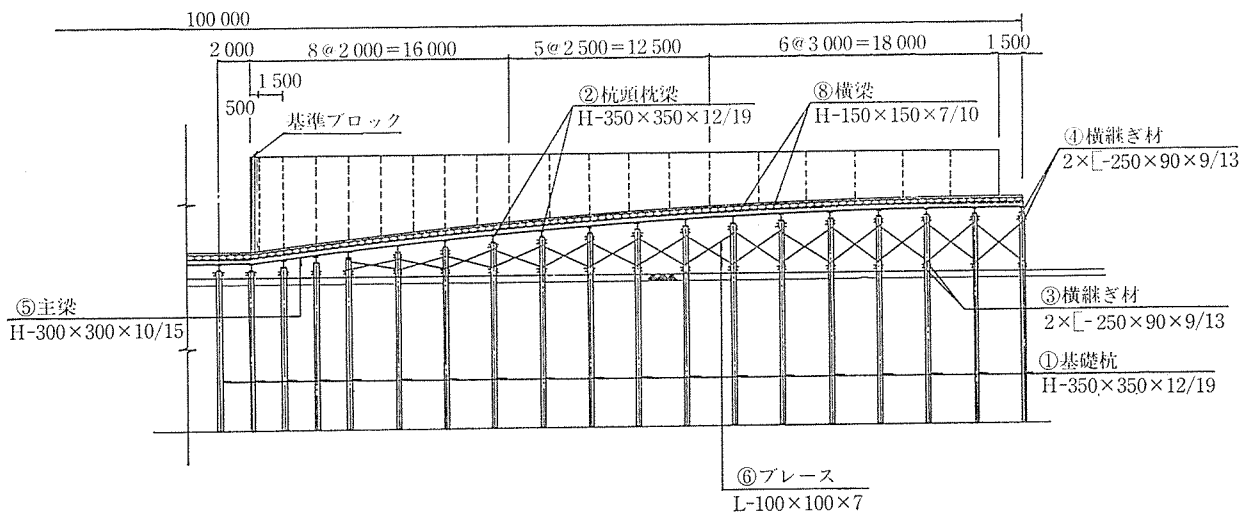 100 000
2 000
8@2 000=16 000
5@2 500=12 500
6@3 000=18 000
1 500
1 500
500
基準ブロック
②杭頭枕梁
H-350×350×12/19
⑧横梁
H-150×150×7/10
④横継ぎ材
2×[-250×90×9/13
⑤主梁
H-300×300×10/15
③横継ぎ材
2×[-250×90×9/13
①基礎杭
H-350×350×12/19
⑥ブレース
L-100×100×7